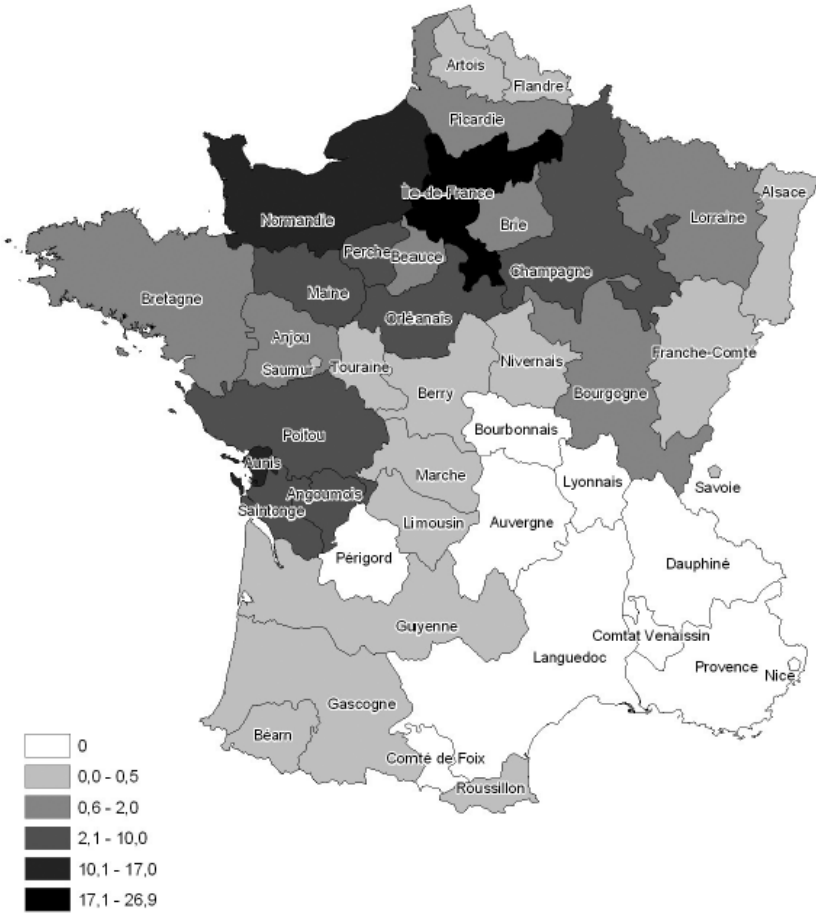 Artois
Flandre
Picardie
Alsace
Île-de-France
Normandie
Lorraine
Brie
Perche
Beauce
Champagne
Bretagne
Maine
Orléanais
Anjou
Saumur
Touraine
Nivernais
Franche-Comté
Berry
Bourgogne
Bourbonnais
Poitou
Aunis
Marche
Lyonnais
Savoie
Angoumois
Saintonge
Limousin
Auvergne
Périgord
Dauphiné
Guyenne
Comtat Venaissin
Languedoc
Provence
Nice
Gascogne
Béarn
Comté de Foix
Roussillon
0
0,0 - 0,5
0,6 - 2,0
2,1 - 10,0
10,1 - 17,0
17,1 - 26,9